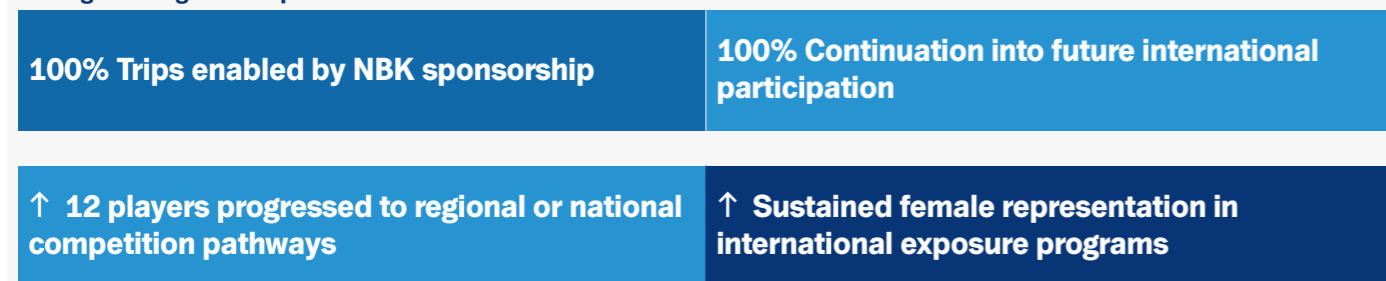 100% Trips enabled by NBK sponsorship
100% Continuation into future international
participation
↑ 12 players progressed to regional or national
competition pathways
↑ Sustained female representation in
international exposure programs